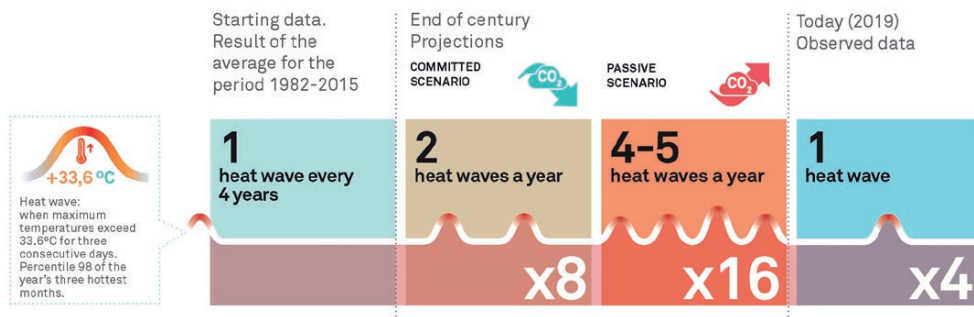 Starting data.
Result of the
average for the
period 1982-2015
End of century
Projections
COMMITTED
SCENARIO
CO2
PASSIVE
SCENARIO
CO2
Today (2019)
Observed data
+33,6 ºC
Heat wave:
when maximum
temperatures exceed
33.6ºC for three
consecutive days.
Percentile 98 of the
year's three hottest
months.
1
heat wave every
4 years
2
heat waves a year
x8
4-5
heat waves a year
x16
1
heat wave
x4